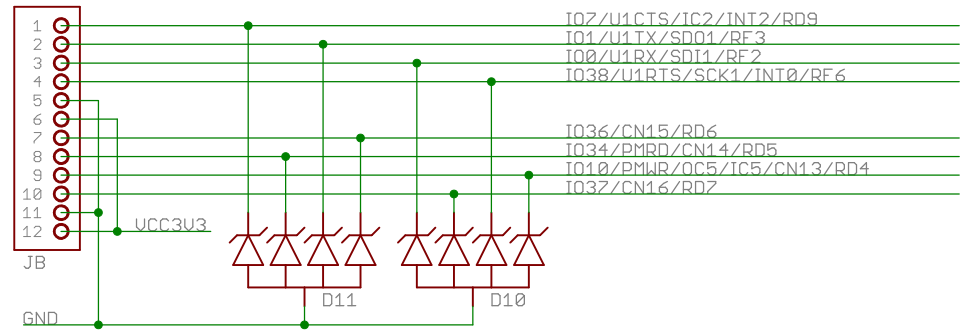 1 IO7/U1CTS/IC2/INT2/RD9
2 IO1/U1TX/SDO1/RF3
3 IO0/U1RX/SDI1/RF2
4 IO38/U1RTS/SCK1/INT0/RF6
5
6
7 IO36/CN15/RD6
8 IO34/PMRD/CN14/RD5
9 IO10/PMWR/OC5/IC5/CN13/RD4
10 IO37/CN16/RD7
11
12 VCC3V3
JB
D11 D10
GND